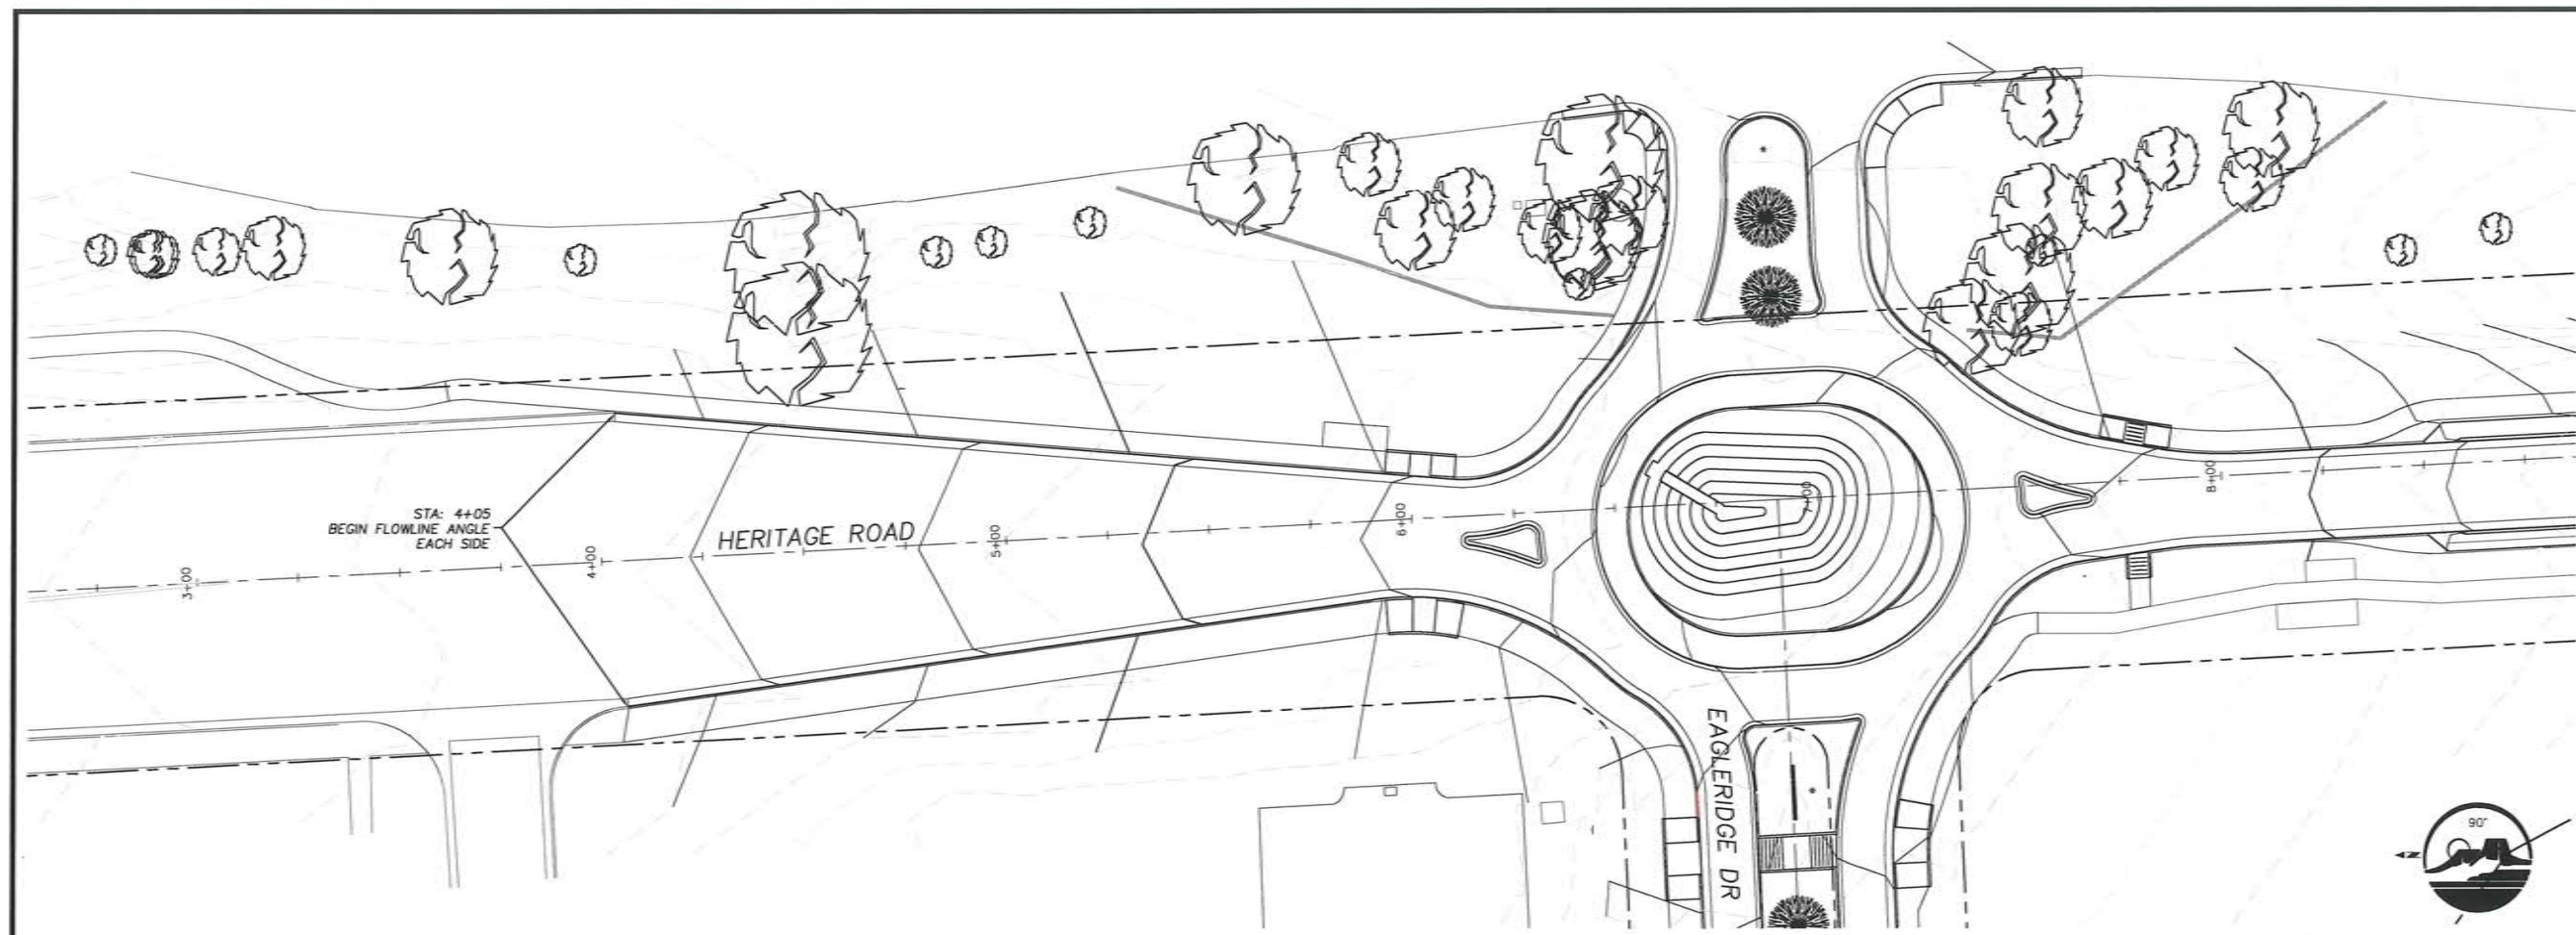 STA: 4+05
BEGIN FLOWLINE ANGLE
EACH SIDE
HERITAGE ROAD
3+00
4+00
5+00
6+00
7+00
8+00
EAGLERIDGE DR
90°
N